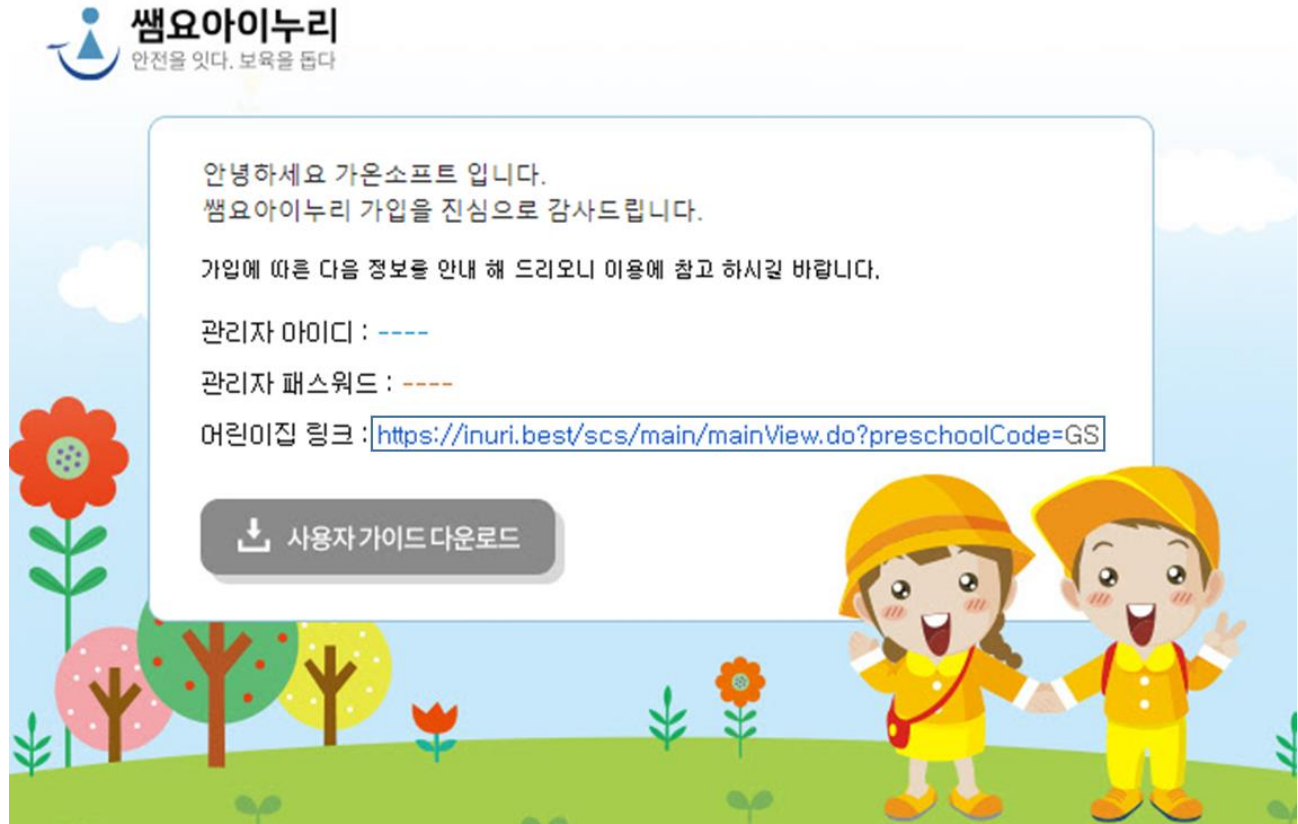 쌤요아이누리
안전을 잇다. 보육을 돕다
안녕하세요 가온소프트 입니다.
쌤요아이누리 가입을 진심으로 감사드립니다.
가입에 따른 다음 정보를 안내 해 드리오니 이용에 참고 하시길 바랍니다.
관리자 아이디 : ----
관리자 패스워드 : ----
어린이집 링크 : https://inuri.best/scs/main/mainView.do?preschoolCode=GS
사용자 가이드 다운로드